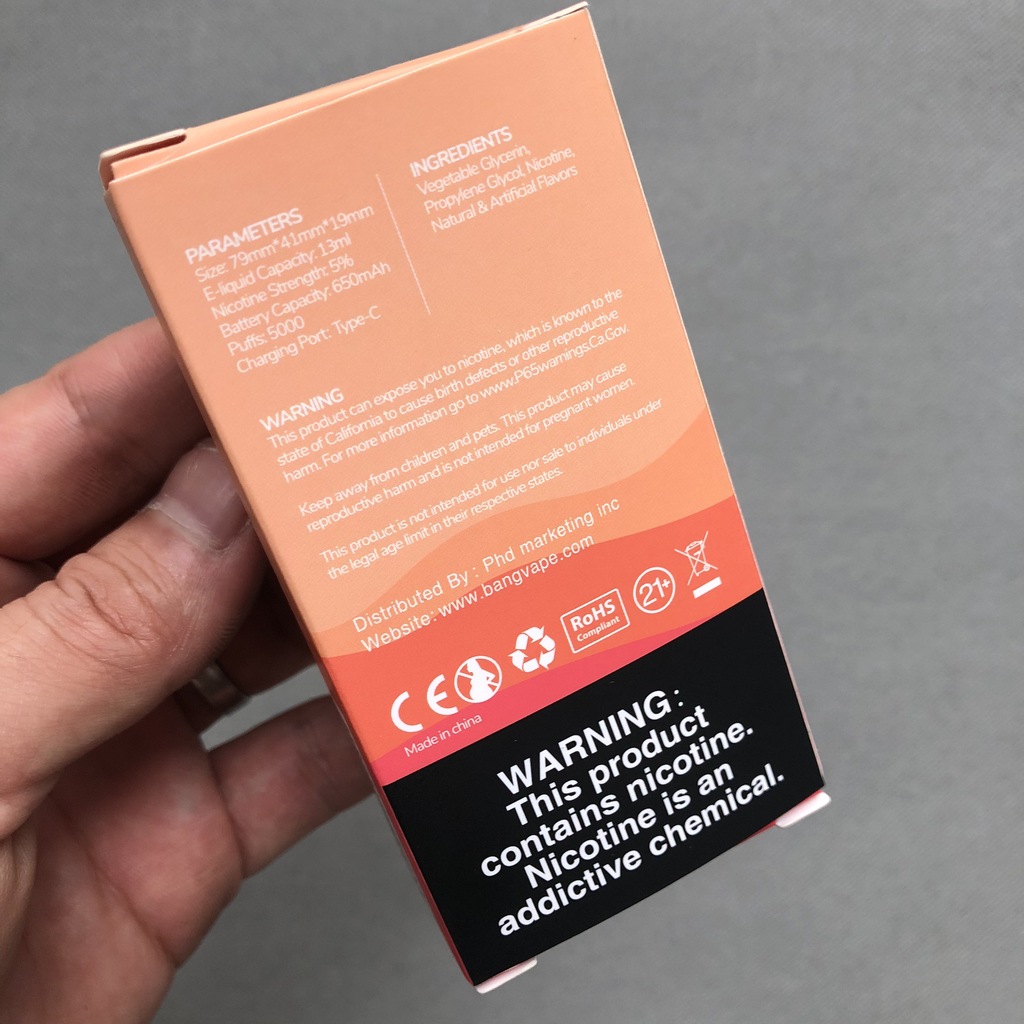 PARAMETERS
Size: 79mm*41mm*19mm
E-liquid Capacity: 13ml
Nicotine Strength: 5%
Battery Capacity: 650mAh
Puffs: 5000
Charging Port: Type-C
INGREDIENTS
Vegetable Glycerin,
Propylene Glycol, Nicotine,
Natural & Artificial Flavors
WARNING
This product can expose you to nicotine, which is known to the
state of California to cause birth defects or other reproductive
harm. For more information go to www.P65warnings.Ca.Gov.
Keep away from children and pets. This product may cause
reproductive harm and is not intended for pregnant women.
This product is not intended for use nor sale to individuals under
the legal age limit in their respective states.
Distributed By : Phd marketing inc
Website: www.bangvape.com
CE
RoHS
Compliant
21+
Made in china
WARNING:
This product
contains nicotine.
Nicotine is an
addictive chemical.